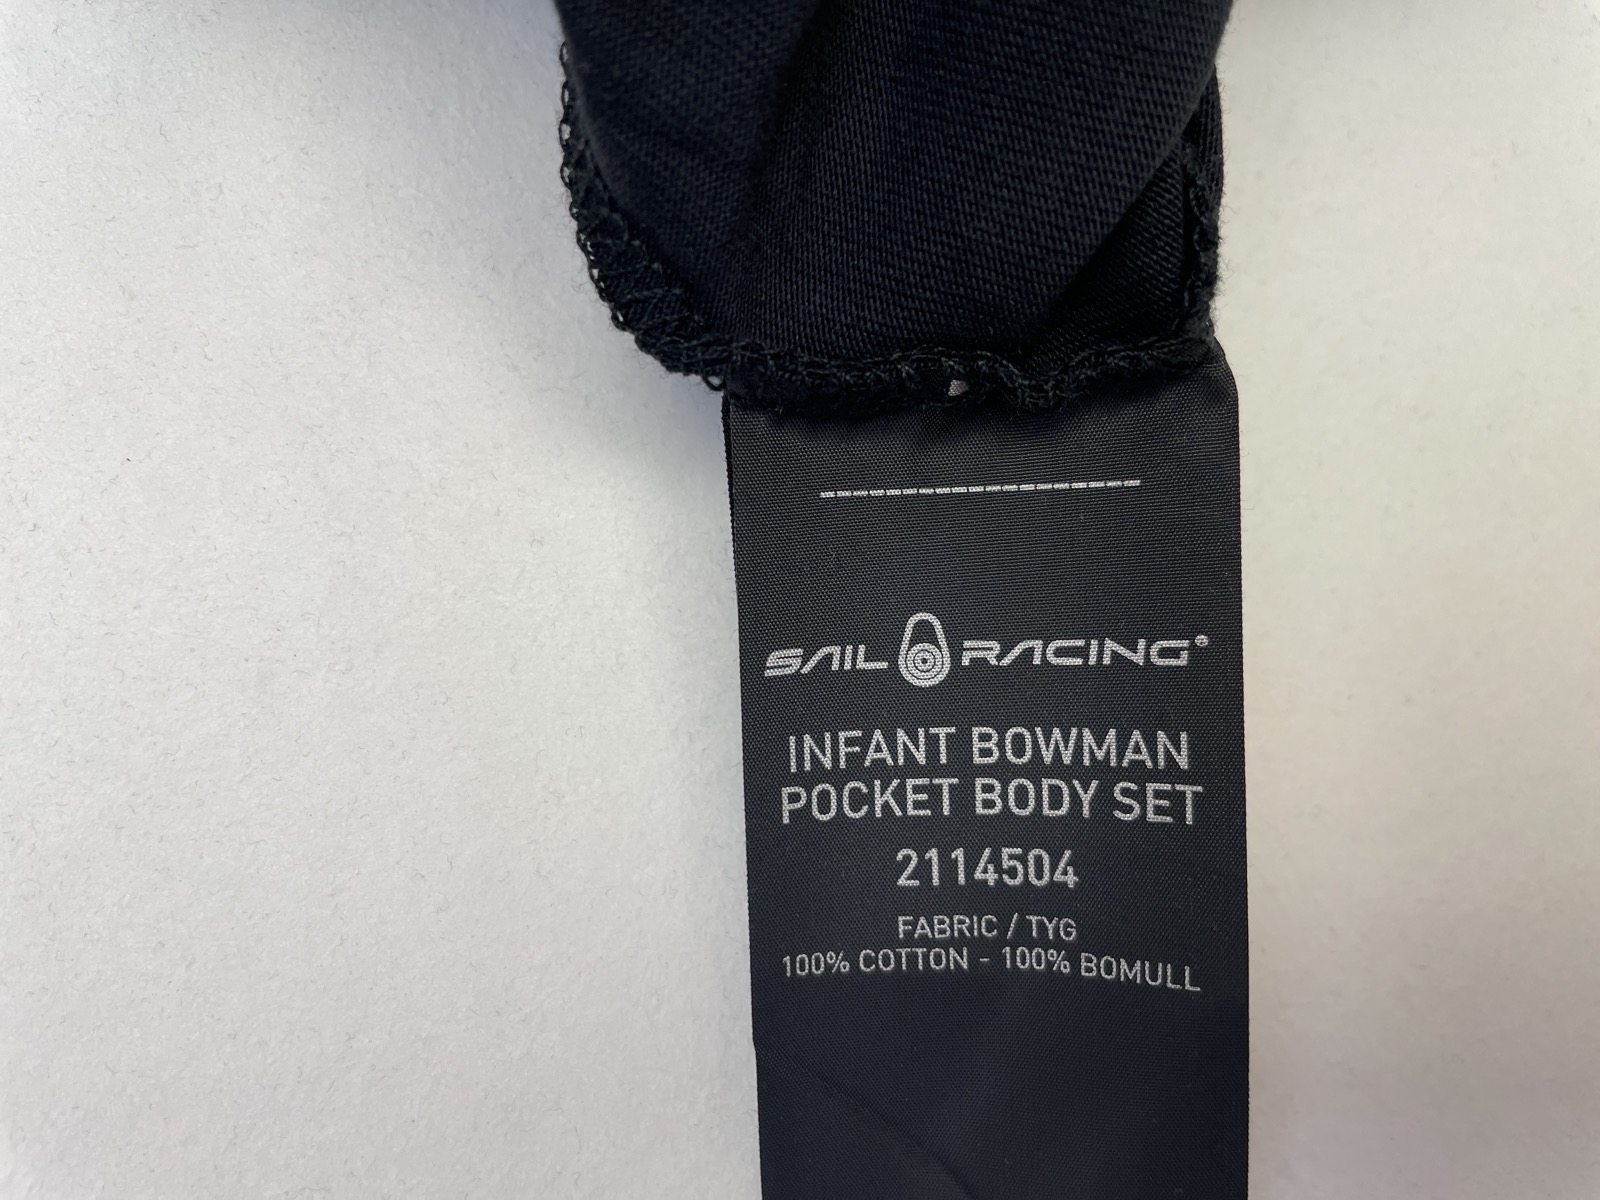 SAIL RACING®
INFANT BOWMAN
POCKET BODY SET
2114504
FABRIC / TYG
100% COTTON - 100% BOMULL